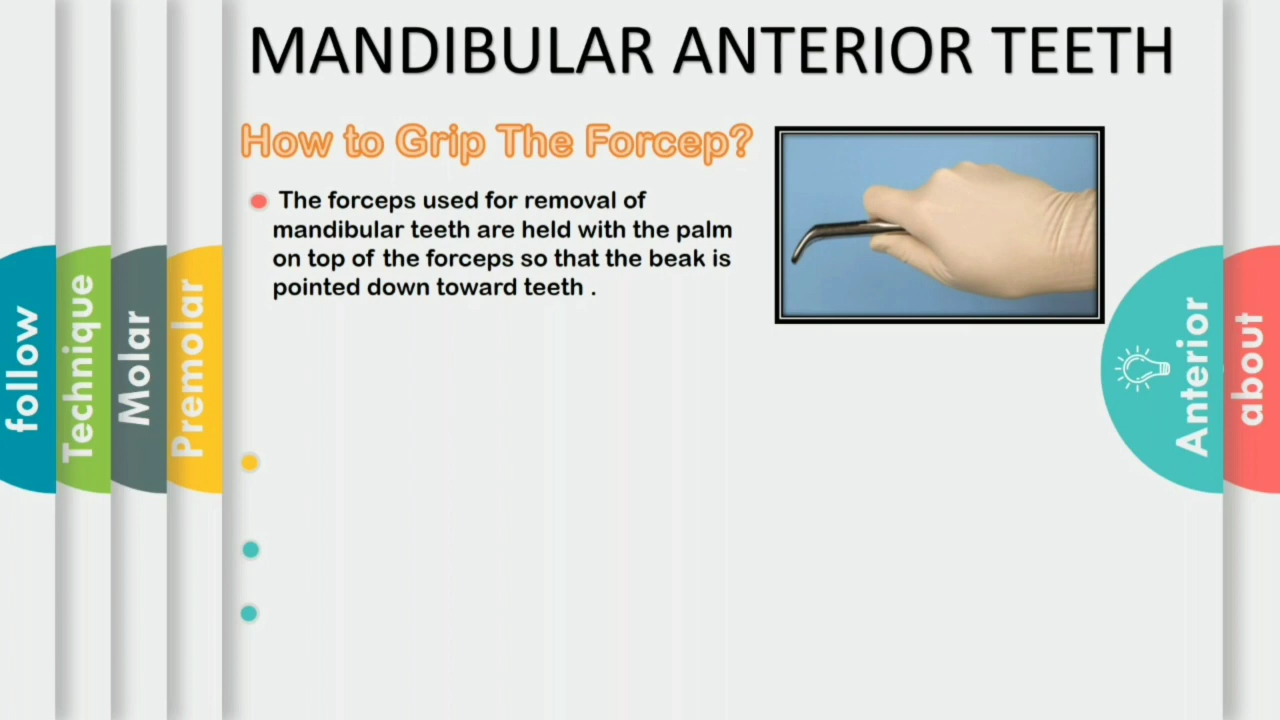 MANDIBULAR ANTERIOR TEETH
How to Grip The Forcep?
The forceps used for removal of
mandibular teeth are held with the palm
on top of the forceps so that the beak is
pointed down toward teeth .
follow
Technique
Molar
Premolar
Anterior
about